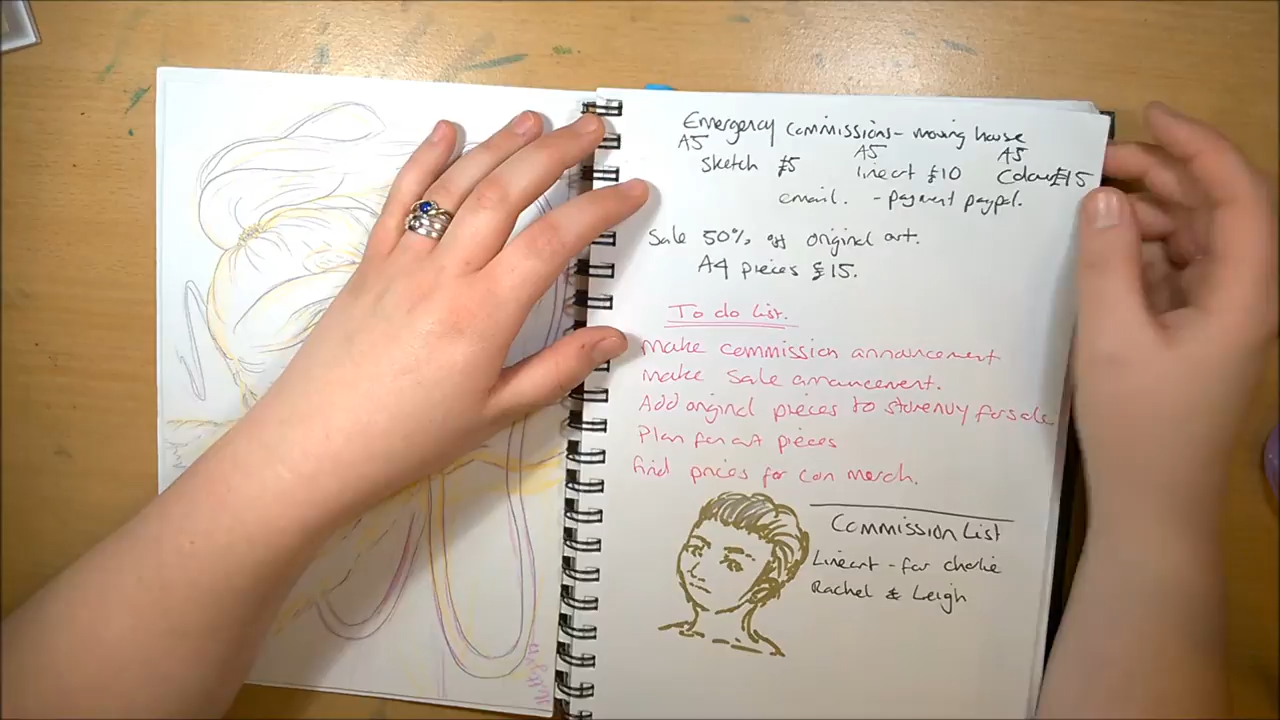 Emergency commissions - moving house
A5 A5 A5
Sketch £5 lineart £10 Colour £15
email. - payment paypal.
Sale 50% off original art.
A4 pieces £15.
To do List.
Make commission annancement
Make Sale annancement.
Add original pieces to storenvy for sale
Plan for art pieces
find prices for con merch.
Commission List
Lineart - for charlie
Rachel & Leigh